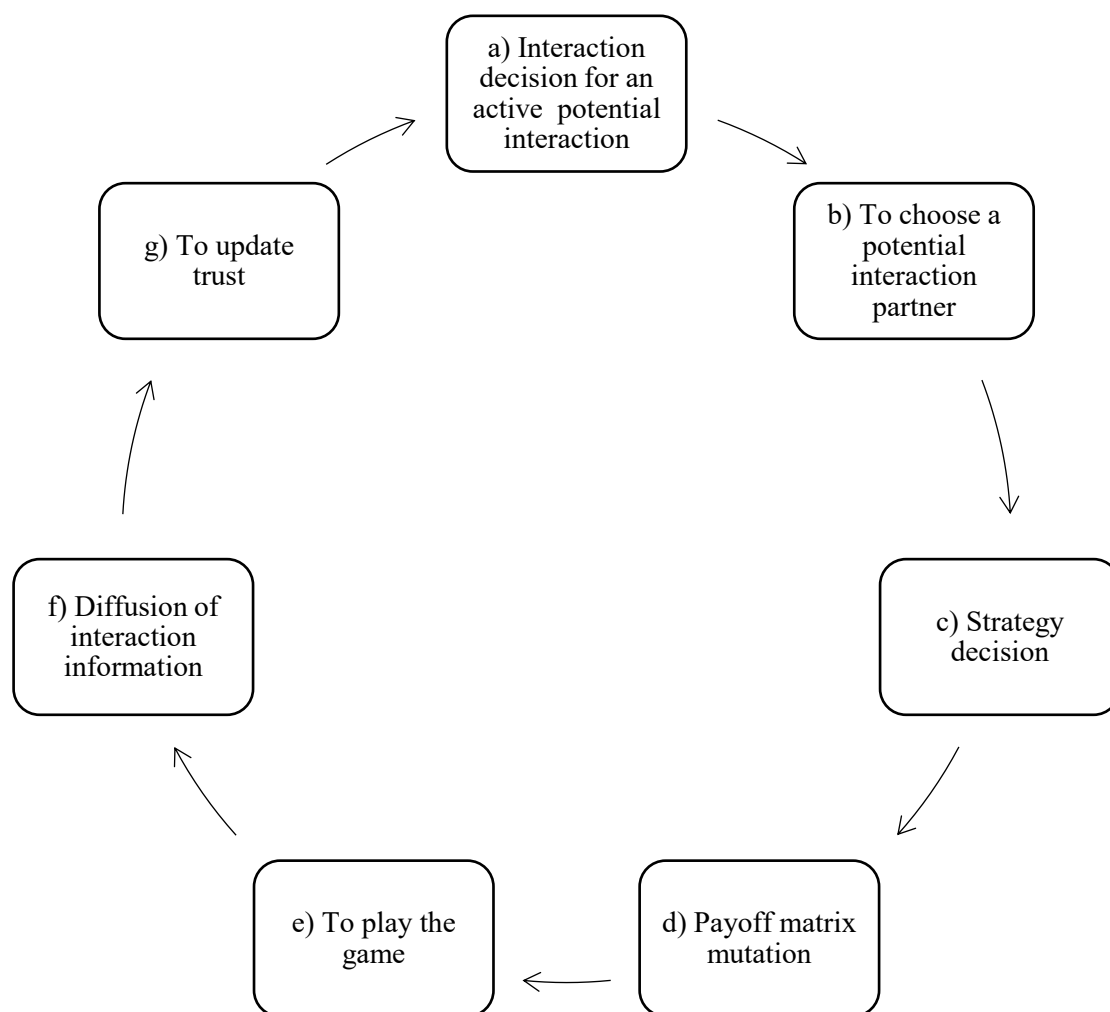 a) Interaction
decision for an
active potential
interaction
b) To choose a
potential
interaction
partner
c) Strategy
decision
d) Payoff matrix
mutation
e) To play the
game
f) Diffusion of
interaction
information
g) To update
trust